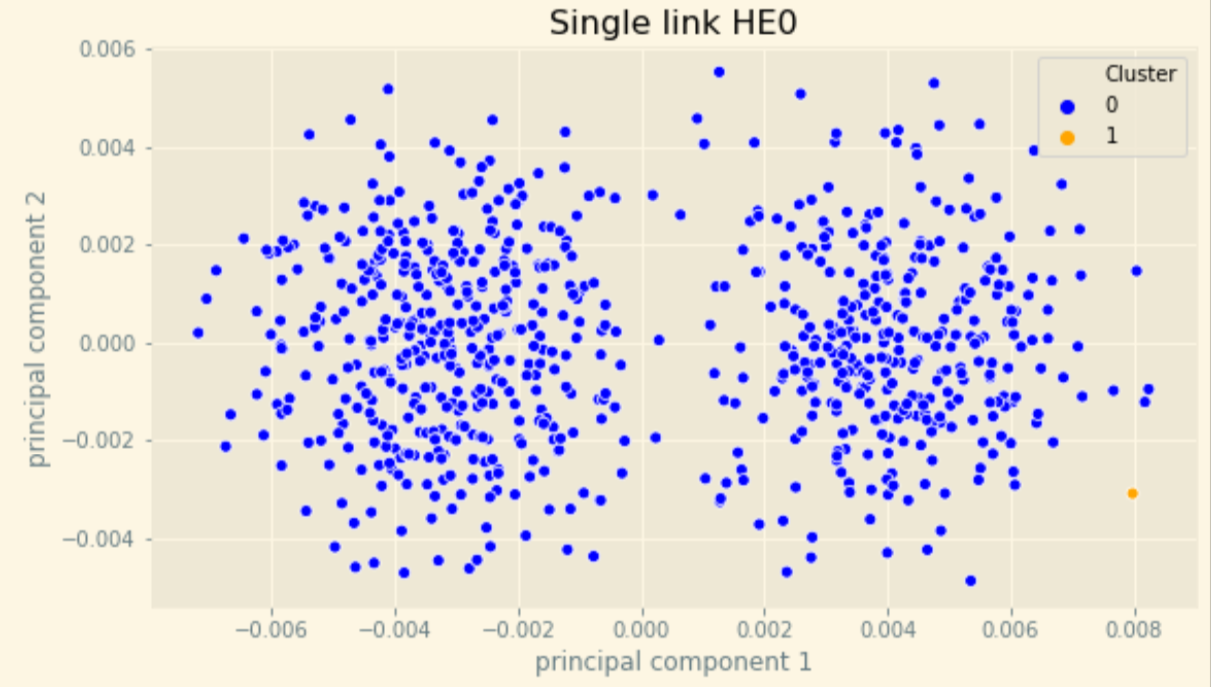 Single link HE0
0.006
0.004
0.002
0.000
−0.002
−0.004
principal component 2
Cluster
0
1
−0.006 −0.004 −0.002 0.000 0.002 0.004 0.006 0.008
principal component 1